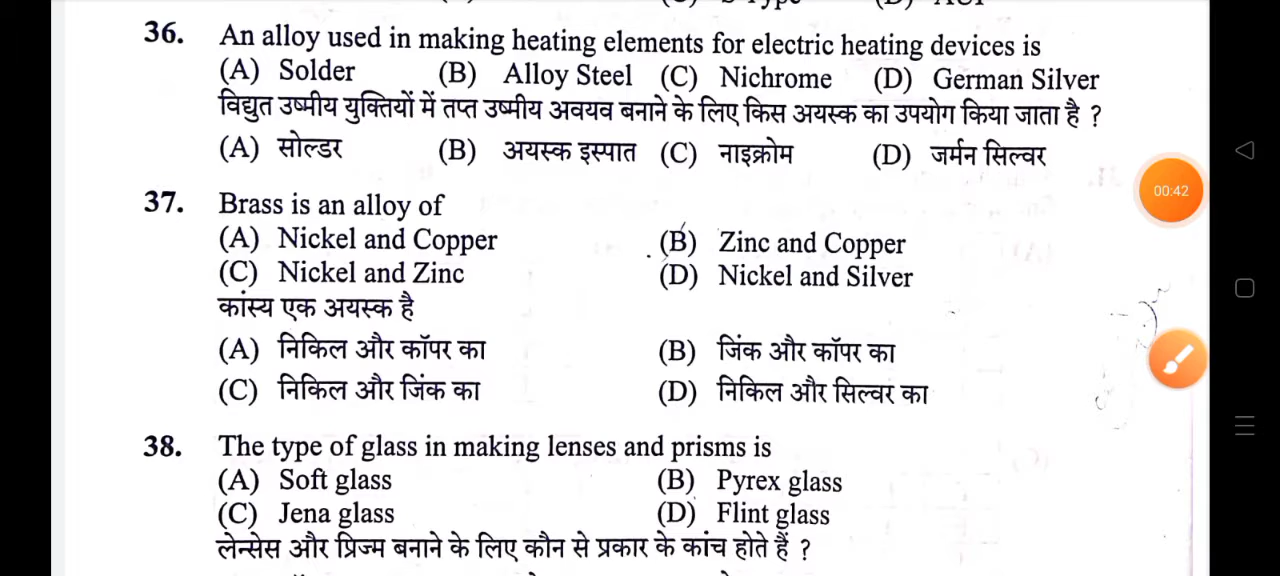 36. An alloy used in making heating elements for electric heating devices is
(A) Solder (B) Alloy Steel (C) Nichrome (D) German Silver
विद्युत उष्मीय युक्तियों में तप्त उष्मीय अवयव बनाने के लिए किस अयस्क का उपयोग किया जाता है ?
(A) सोल्डर (B) अयस्क इस्पात (C) नाइक्रोम (D) जर्मन सिल्वर
00:42
37. Brass is an alloy of
(A) Nickel and Copper (B) Zinc and Copper
(C) Nickel and Zinc (D) Nickel and Silver
कांस्य एक अयस्क है
(A) निकिल और कॉपर का (B) जिंक और कॉपर का
(C) निकिल और जिंक का (D) निकिल और सिल्वर का
38. The type of glass in making lenses and prisms is
(A) Soft glass (B) Pyrex glass
(C) Jena glass (D) Flint glass
लेन्सेस और प्रिज्म बनाने के लिए कौन से प्रकार के कांच होते हैं ?